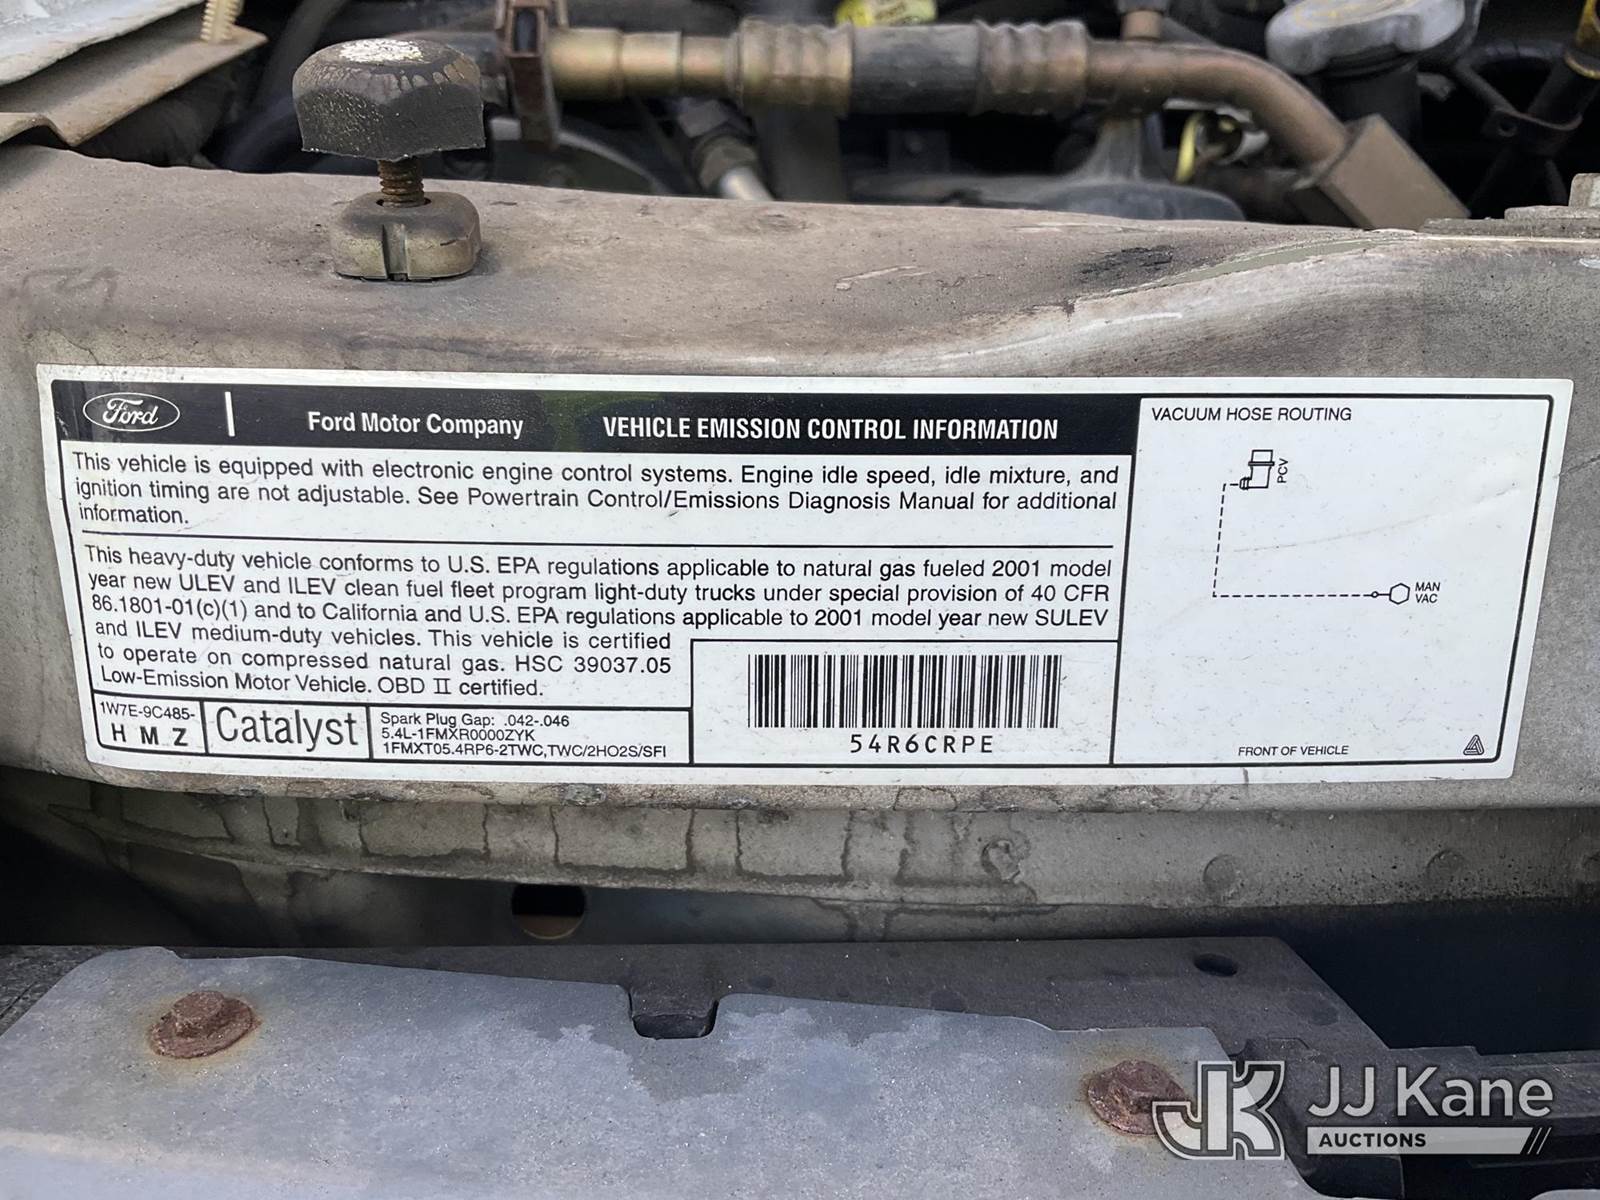 Ford
Ford Motor Company
VEHICLE EMISSION CONTROL INFORMATION
This vehicle is equipped with electronic engine control systems. Engine idle speed, idle mixture, and
ignition timing are not adjustable. See Powertrain Control/Emissions Diagnosis Manual for additional
information.
This heavy-duty vehicle conforms to U.S. EPA regulations applicable to natural gas fueled 2001 model
year new ULEV and ILEV clean fuel fleet program light-duty trucks under special provision of 40 CFR
86.1801-01(c)(1) and to California and U.S. EPA regulations applicable to 2001 model year new SULEV
and ILEV medium-duty vehicles. This vehicle is certified
to operate on compressed natural gas. HSC 39037.05
Low-Emission Motor Vehicle. OBD II certified.
1W7E-9C485-
H M Z
Catalyst
Spark Plug Gap: .042-.046
5.4L-1FMXR0000ZYK
1FMXT05.4RP6-2TWC,TWC/2HO2S/SFI
54R6CRPE
VACUUM HOSE ROUTING
PCV
MAN
VAC
FRONT OF VEHICLE
JK
JJ Kane
AUCTIONS